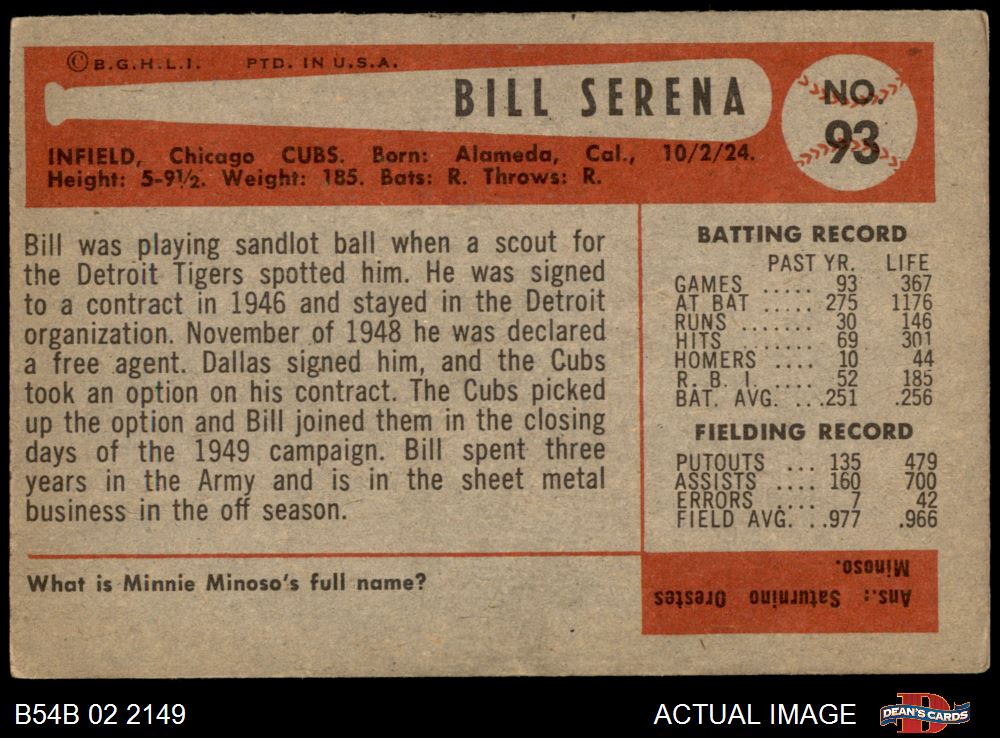 ©B.G.H.L.I. PTD. IN U.S.A.
BILL SERENA
NO.
93
INFIELD, Chicago CUBS. Born: Alameda, Cal., 10/2/24.
Height: 5-9½. Weight: 185. Bats: R. Throws: R.
Bill was playing sandlot ball when a scout for
the Detroit Tigers spotted him. He was signed
to a contract in 1946 and stayed in the Detroit
organization. November of 1948 he was declared
a free agent. Dallas signed him, and the Cubs
took an option on his contract. The Cubs picked
up the option and Bill joined them in the closing
days of the 1949 campaign. Bill spent three
years in the Army and is in the sheet metal
business in the off season.
BATTING RECORD
PAST YR. LIFE
GAMES ..... 93 367
AT BAT ..... 275 1176
RUNS ....... 30 146
HITS ....... 69 301
HOMERS .... 10 44
R. B. I. .... 52 185
BAT. AVG. ...251 .256
FIELDING RECORD
PUTOUTS ... 135 479
ASSISTS .... 160 700
ERRORS ..... 7 42
FIELD AVG. ..977 .966
What is Minnie Minoso's full name?
Ans.: Saturnino Orestes
Minoso.
B54B 02 2149
ACTUAL IMAGE
DEAN'S CARDS